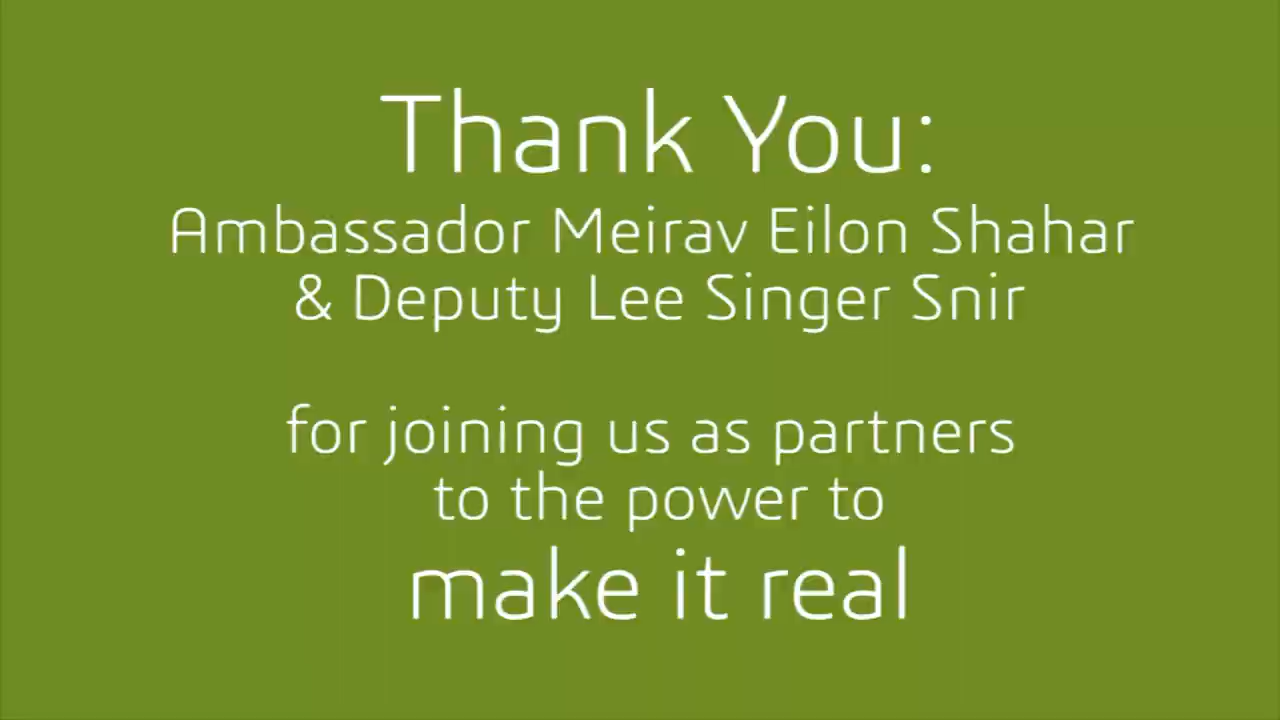 Thank You:
Ambassador Meirav Eilon Shahar
& Deputy Lee Singer Snir
for joining us as partners
to the power to
make it real